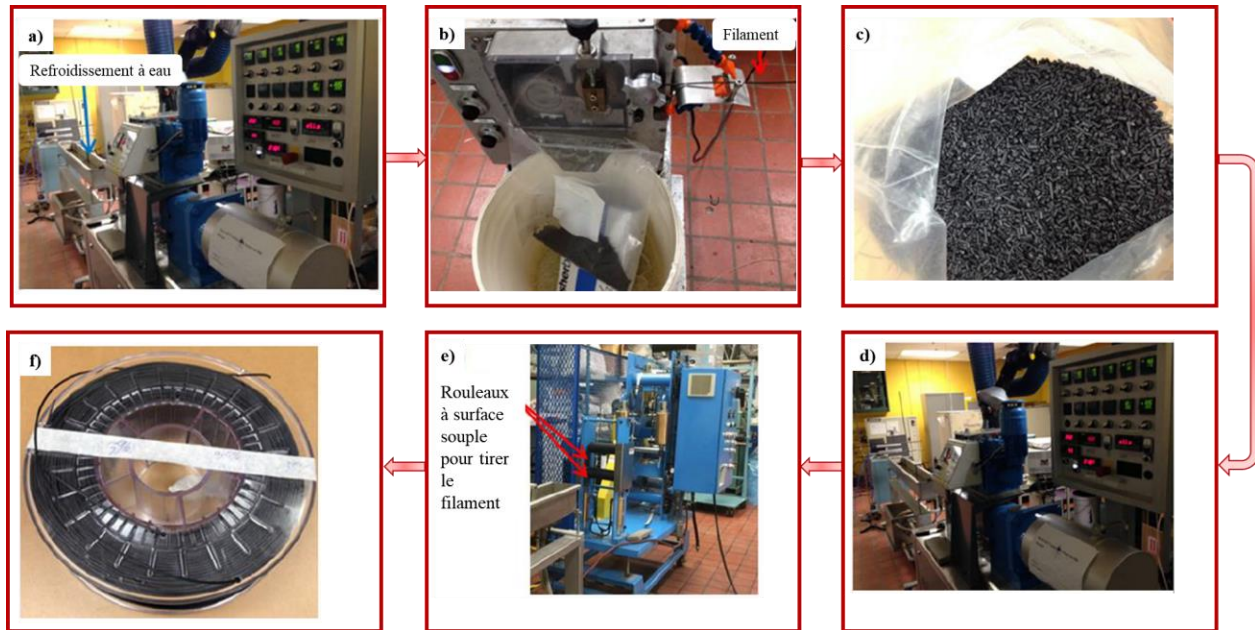 a)
Refroidissement à eau
b)
Filament
c)
d)
e)
Rouleaux
à surface
souple
pour tirer
le
filament
f)